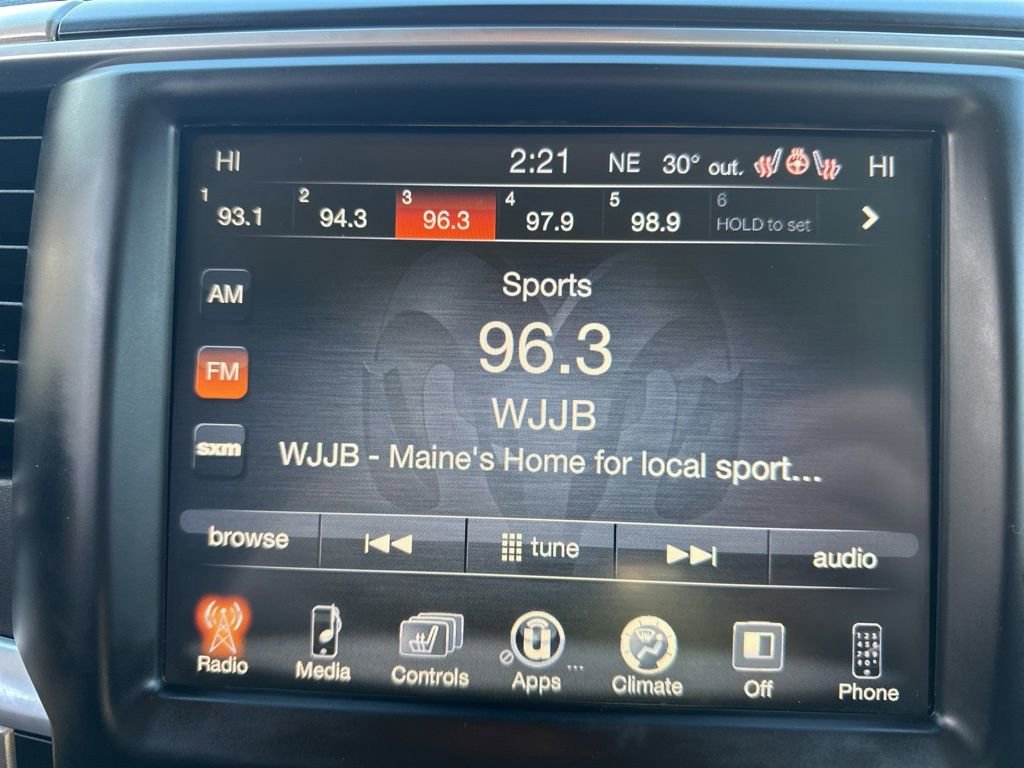 HI 2:21 NE 30° out. HI
1 93.1 2 94.3 3 96.3 4 97.9 5 98.9 6 HOLD to set
AM
Sports
96.3
FM
WJJB
sxm
WJJB - Maine's Home for local sport...
browse tune audio
Radio Media Controls Apps ... Climate Off Phone